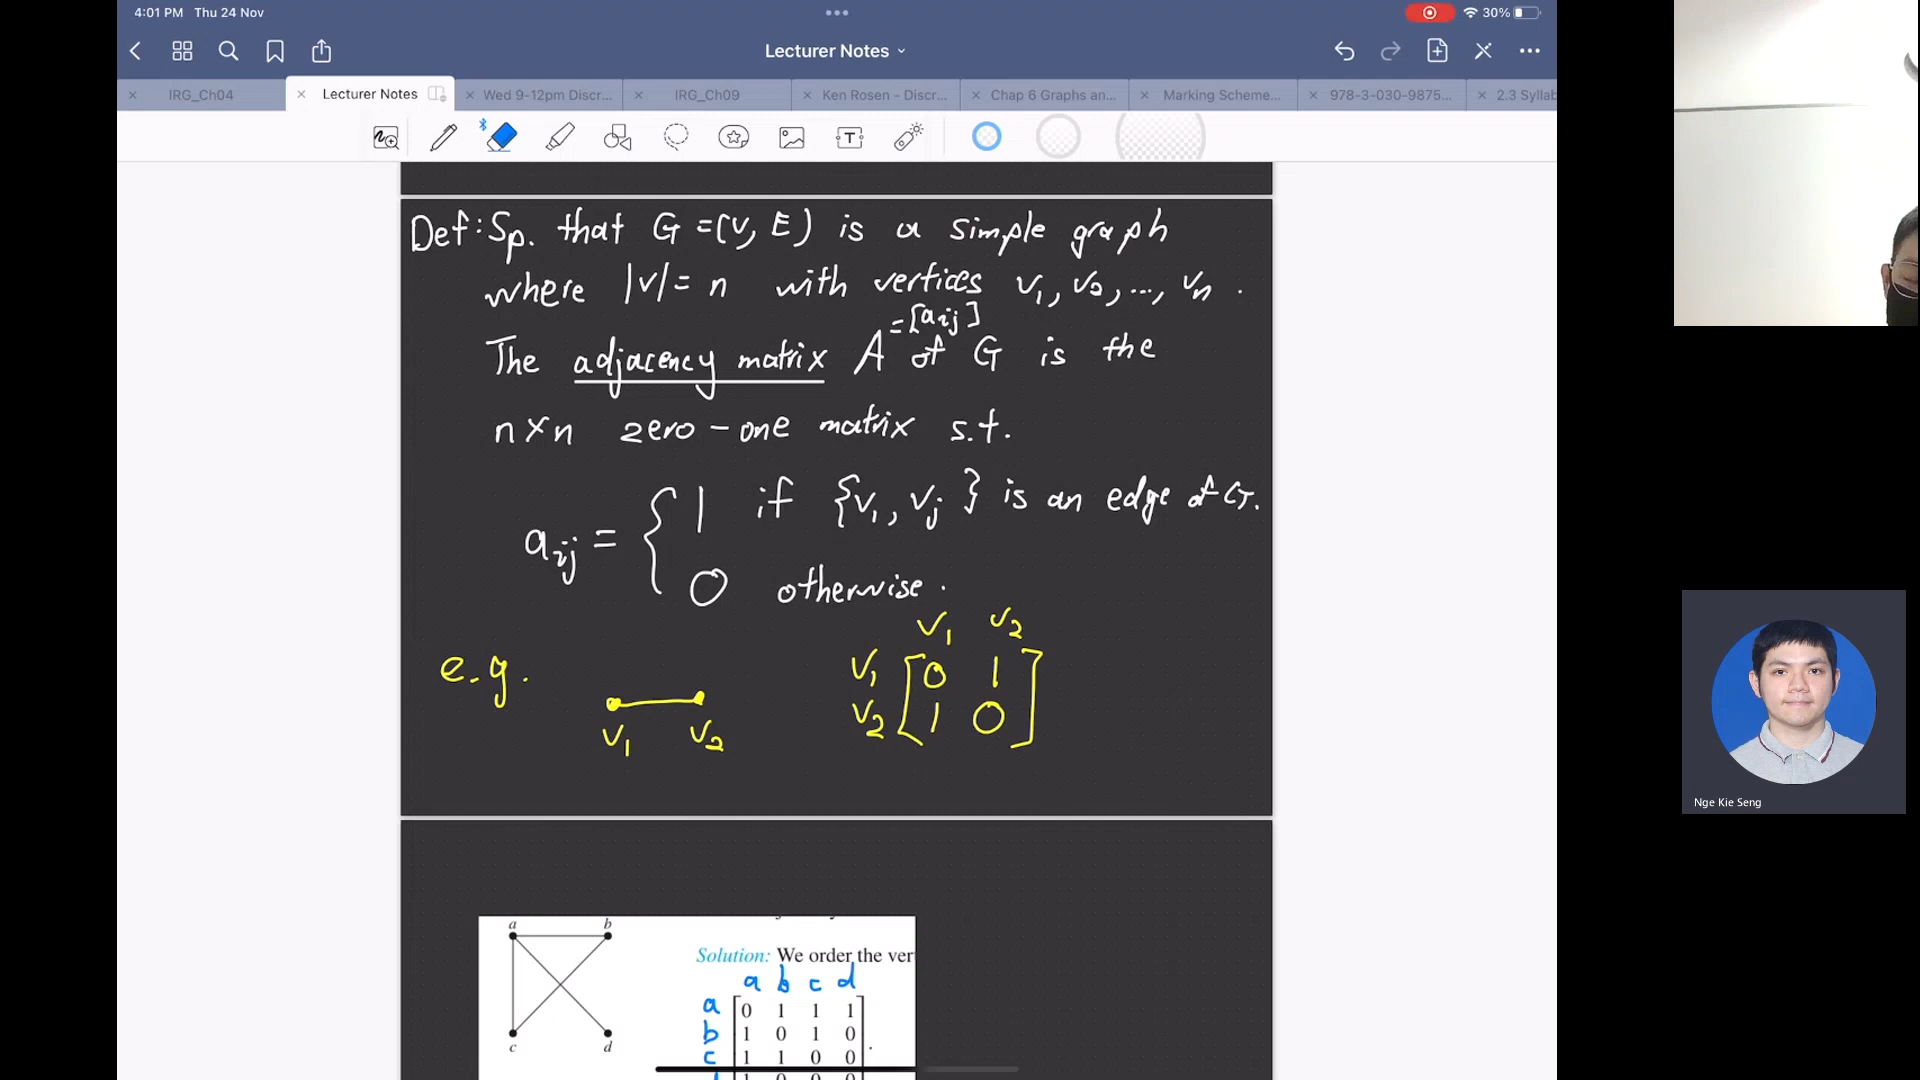 4:01 PM Thu 24 Nov
30%
Lecturer Notes
IRG_Ch04
Lecturer Notes
Wed 9-12pm Discr...
IRG_Ch09
Ken Rosen – Discr...
Chap 6 Graphs an...
Marking Scheme...
978-3-030-9875...
2.3 Syllab
Def: Sp. that G = (V, E) is a simple graph
where |V| = n with vertices v1, v2, ..., vn.
= [aij]
The adjacency matrix A of G is the
n×n zero-one matrix s.t.
aij = { 1 if {v1, vj} is an edge of G.
0 otherwise.
e.g.
v1 v2
v1 [ 0 1 ]
v2 [ 1 0 ]
v1 v2
a b
Solution: We order the ver
a b c d
a 0 1 1 1
b 1 0 1 0
c 1 1 0 0
c d
Nge Kie Seng